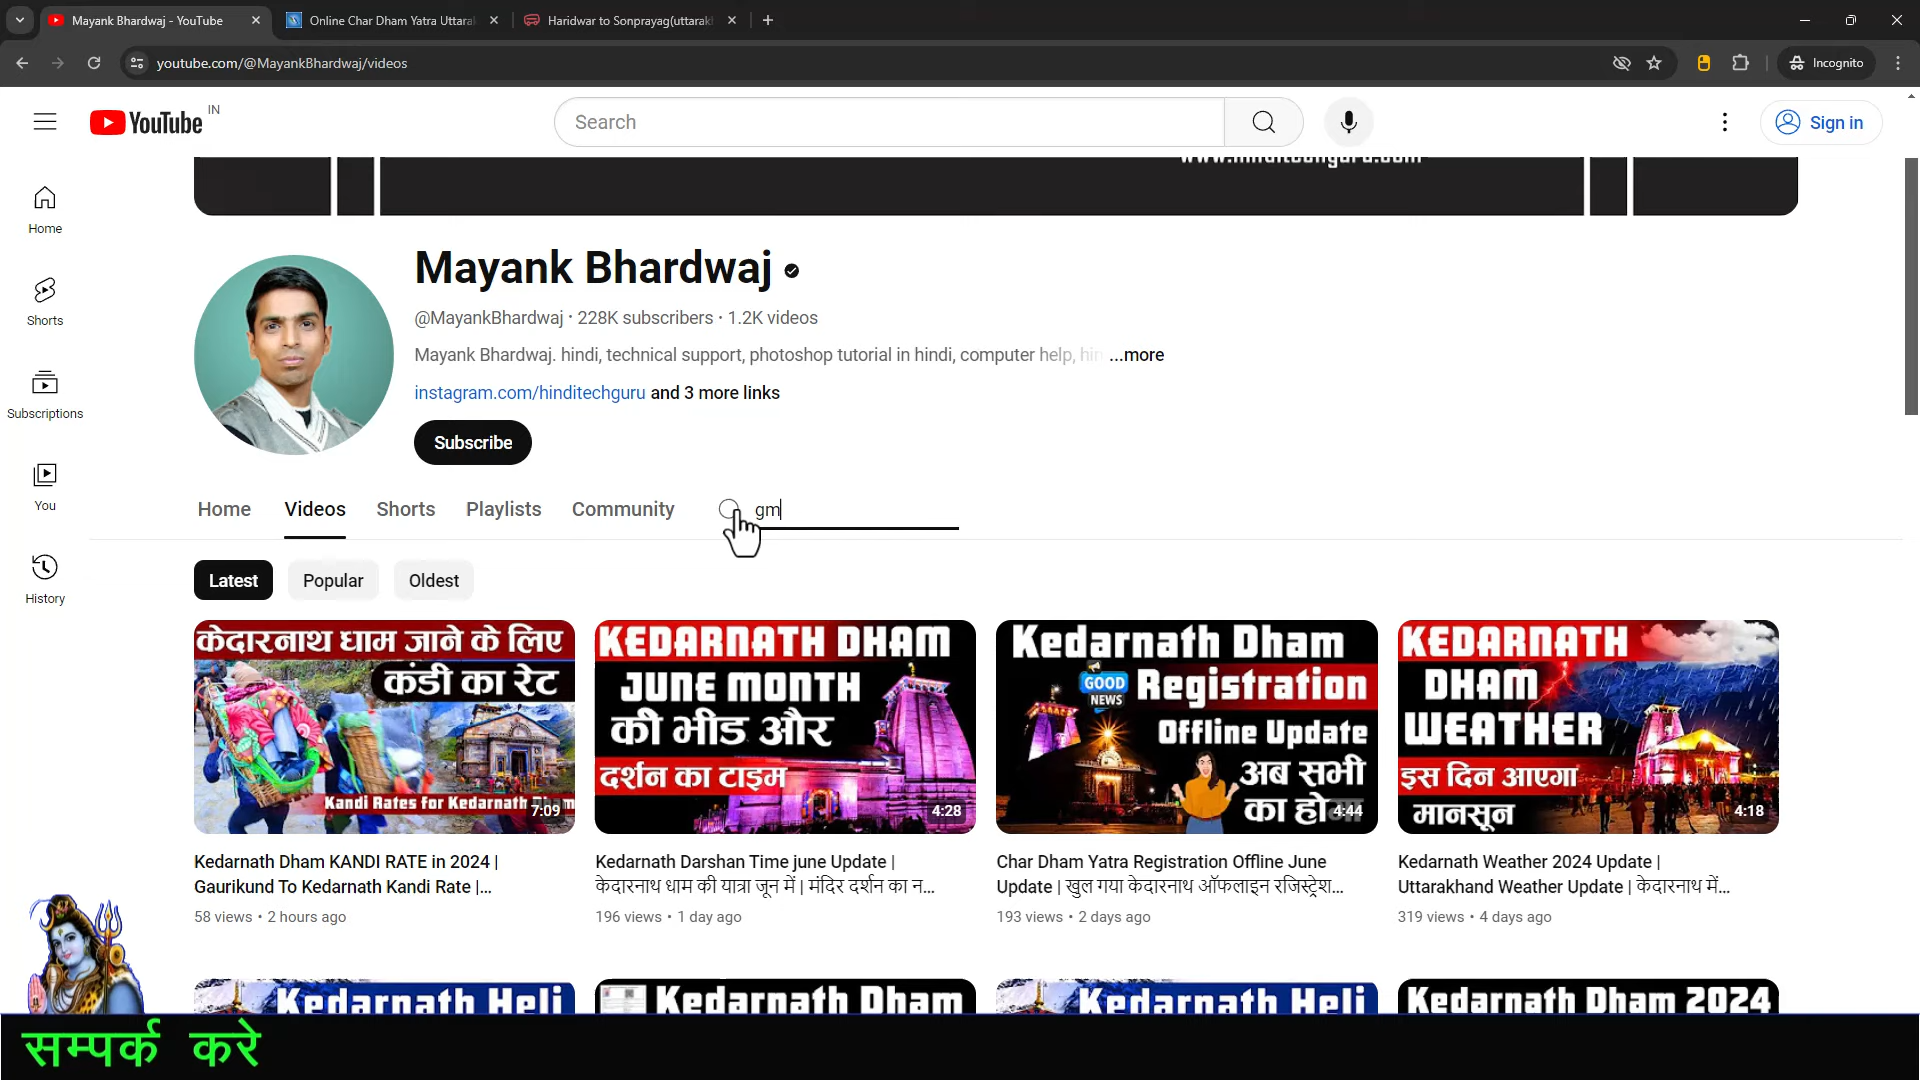 Mayank Bhardwaj - YouTube
Online Char Dham Yatra Uttara
Haridwar to Sonprayag(uttarak
youtube.com/@MayankBhardwaj/videos
Incognito
YouTube IN
Search
Sign in
Home
Shorts
Subscriptions
You
History
Mayank Bhardwaj
@MayankBhardwaj · 228K subscribers · 1.2K videos
Mayank Bhardwaj. hindi, technical support, photoshop tutorial in hindi, computer help, hin ...more
instagram.com/hinditechguru and 3 more links
Subscribe
Home Videos Shorts Playlists Community gm
Latest Popular Oldest
केदारनाथ धाम जाने के लिए
कंडी का रेट
Kandi Rates for Kedarnath
7:09
Kedarnath Dham KANDI RATE in 2024 |
Gaurikund To Kedarnath Kandi Rate |...
58 views • 2 hours ago
KEDARNATH DHAM
JUNE MONTH
की भीड और
दर्शन का टाइम
4:28
Kedarnath Darshan Time june Update |
केदारनाथ धाम की यात्रा जून में | मंदिर दर्शन का न...
196 views • 1 day ago
Kedarnath Dham
GOOD NEWS
Registration
Offline Update
अब सभी
का हो
4:44
Char Dham Yatra Registration Offline June
Update | खुल गया केदारनाथ ऑफलाइन रजिस्ट्रेश...
193 views • 2 days ago
KEDARNATH
DHAM
WEATHER
इस दिन आएगा
मानसून
4:18
Kedarnath Weather 2024 Update |
Uttarakhand Weather Update | केदारनाथ में...
319 views • 4 days ago
Kedarnath Heli
Kedarnath Dham
Kedarnath Heli
Kedarnath Dham 2024
सम्पर्क करे